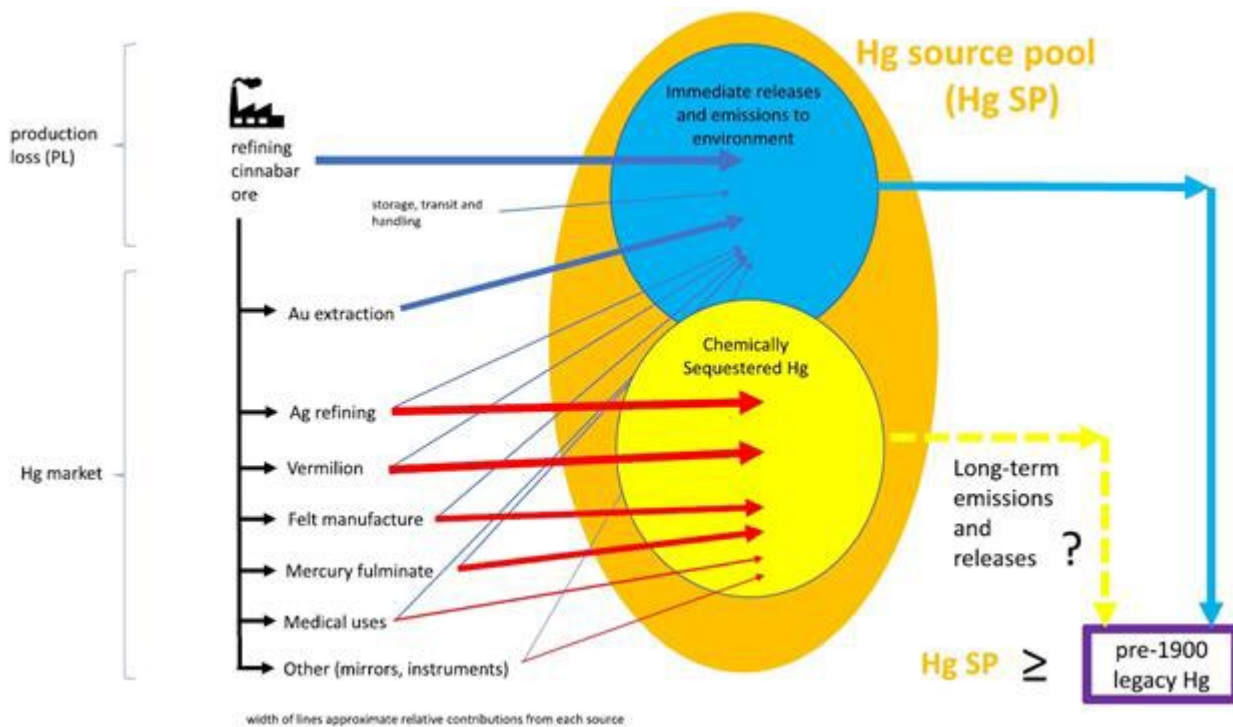 Hg source pool
(Hg SP)
Immediate releases
and emissions to
environment
production
loss (PL)
refining
cinnabar
ore
storage, transit and
handling
Au extraction
Chemically
Sequestered Hg
Ag refining
Hg market
Vermilion
Felt manufacture
Mercury fulminate
Medical uses
Other (mirrors, instruments)
Long-term
emissions
and
releases ?
Hg SP ≥
pre-1900
legacy Hg
width of lines approximate relative contributions from each source